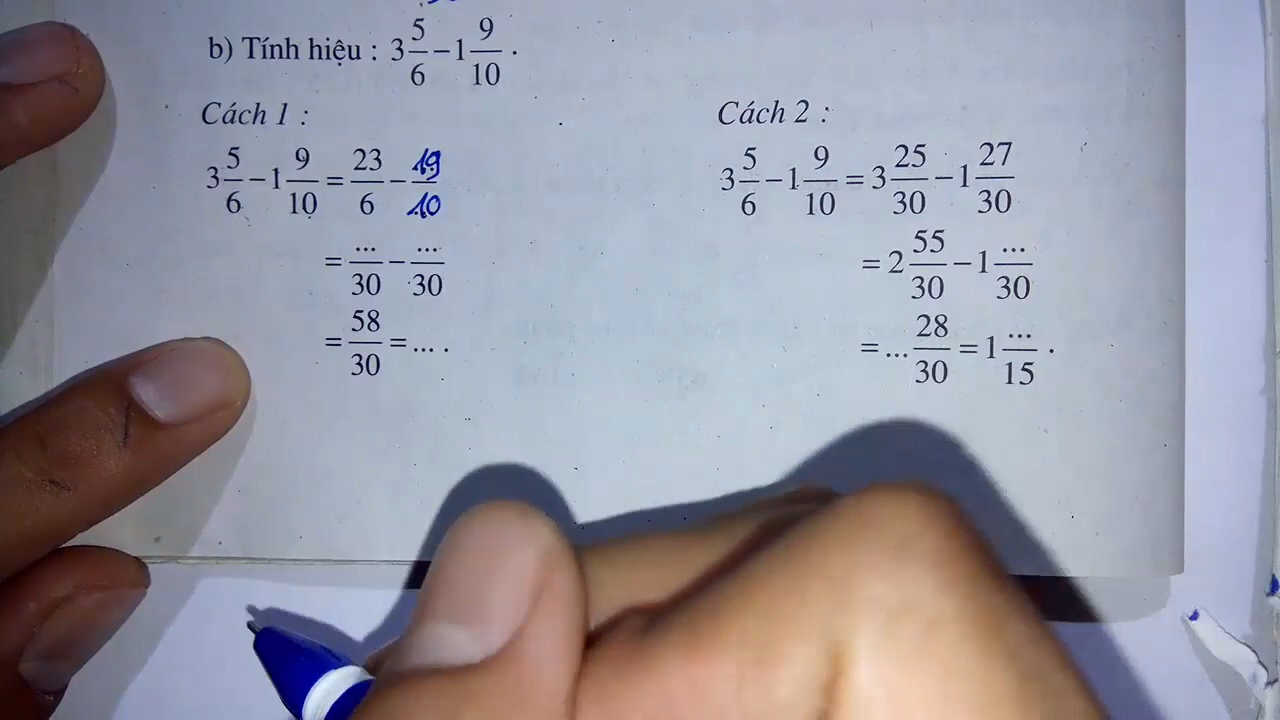 b) Tính hiệu : 3 5/6 − 1 9/10 .
Cách 1 :
3 5/6 − 1 9/10 = 23/6 − 19/10
= .../30 − .../30
= 58/30 = ... .
Cách 2 :
3 5/6 − 1 9/10 = 3 25/30 − 1 27/30
= 2 55/30 − 1 .../30
= ... 28/30 = 1 .../15 .